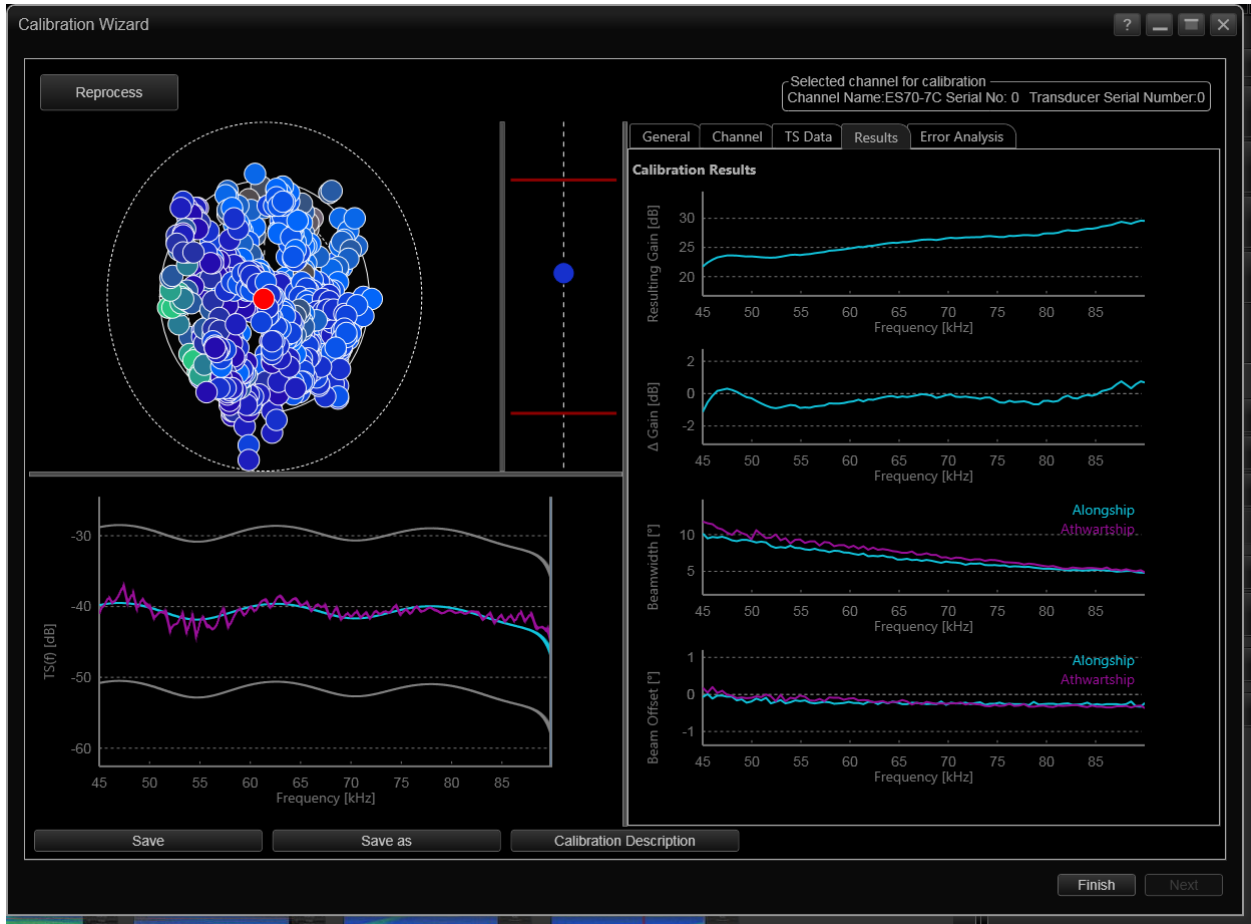 Calibration Wizard
?
Reprocess
Selected channel for calibration
Channel Name:ES70-7C Serial No: 0 Transducer Serial Number:0
General Channel TS Data Results Error Analysis
Calibration Results
Resulting Gain [dB]
30
25
20
45 50 55 60 65 70 75 80 85
Frequency [kHz]
Δ Gain [dB]
2
0
-2
45 50 55 60 65 70 75 80 85
Frequency [kHz]
Beamwidth [°]
10
5
Alongship
Athwartship
45 50 55 60 65 70 75 80 85
Frequency [kHz]
Beam Offset [°]
1
0
-1
Alongship
Athwartship
45 50 55 60 65 70 75 80 85
Frequency [kHz]
TS(f) [dB]
-30
-40
-50
-60
45 50 55 60 65 70 75 80 85
Frequency [kHz]
Save Save as Calibration Description
Finish Next